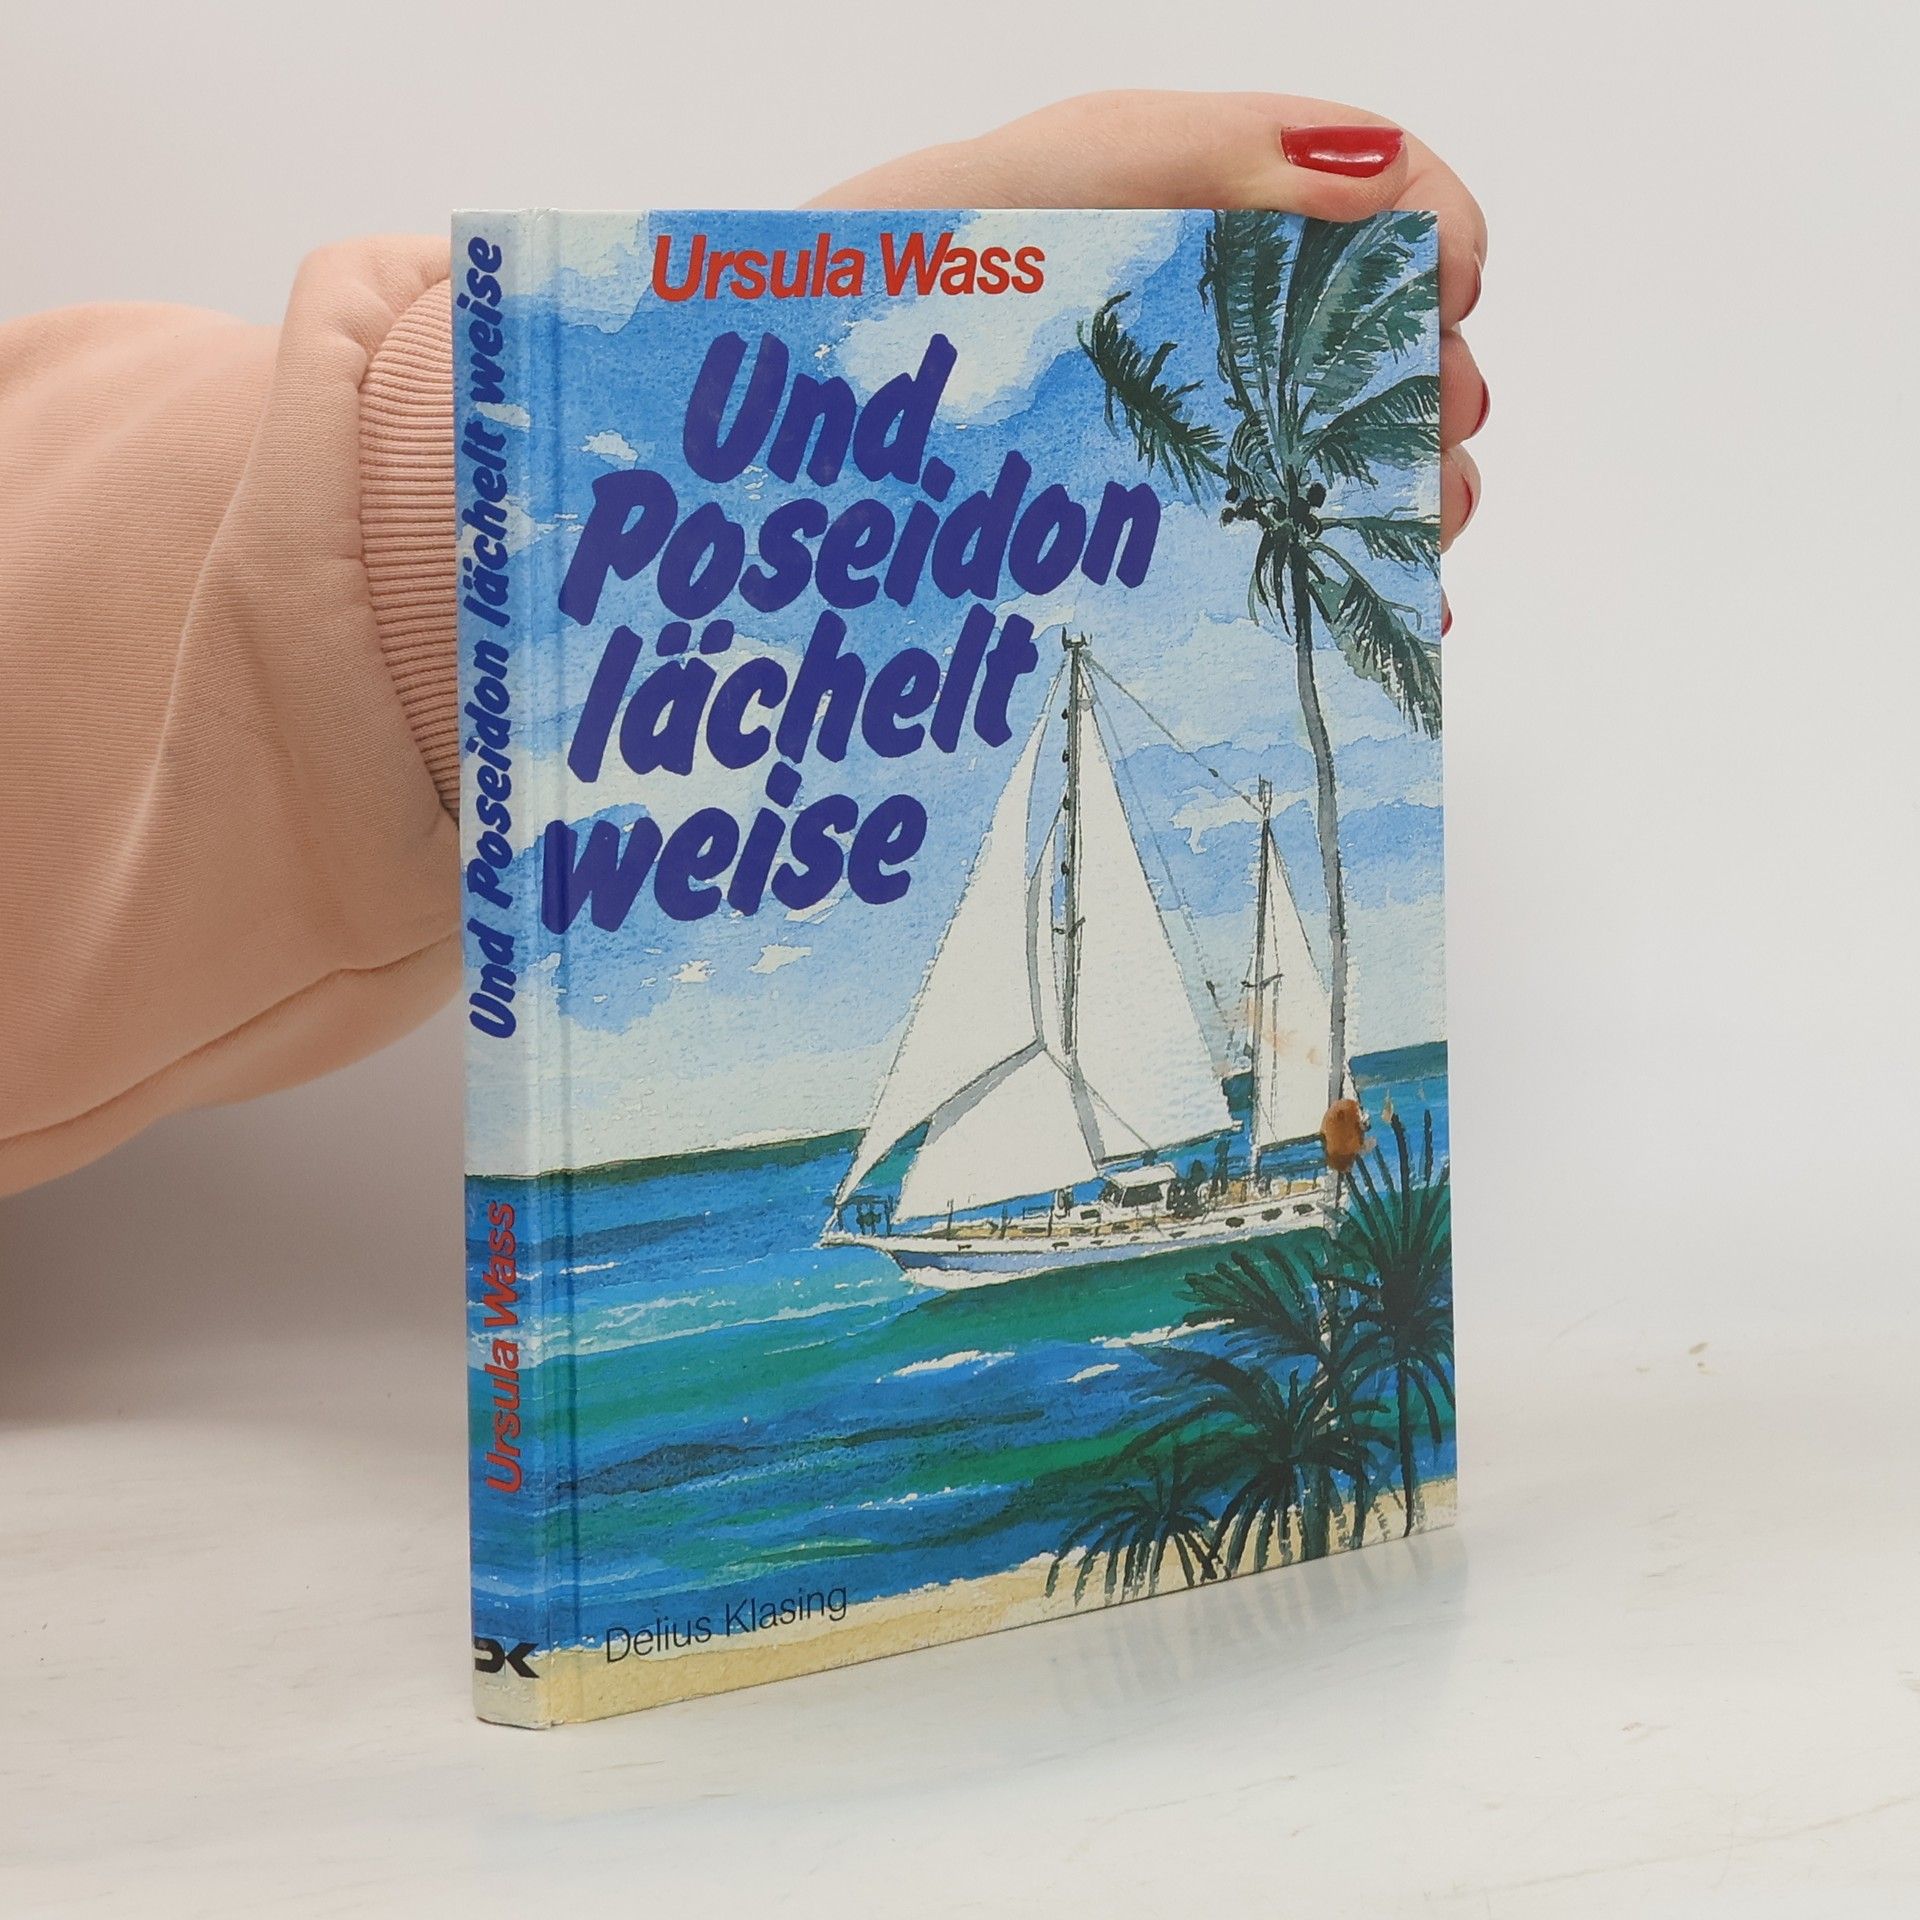 Ursula Wass
Und
Poseidon
lächelt
weise
Delius Klasing
Und Poseidon lächelt weise
Ursula Wass
DK